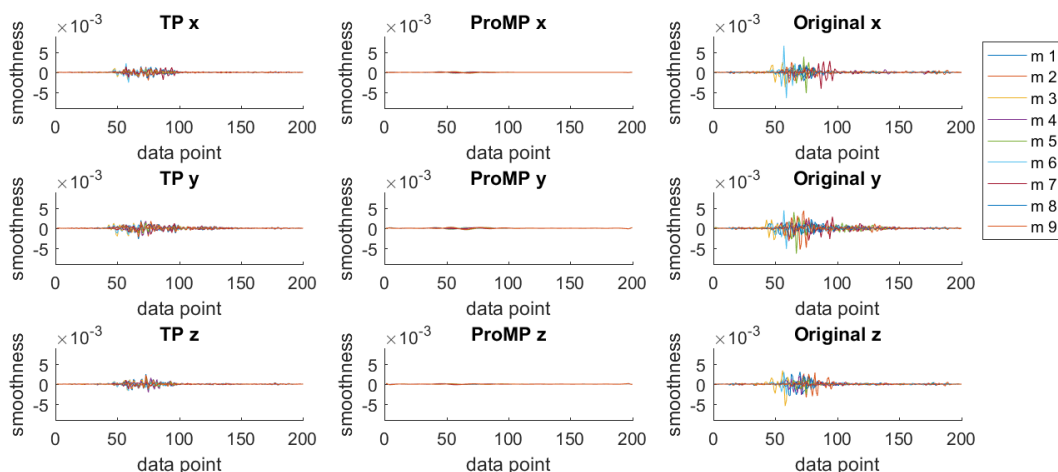 TP x
×10⁻³
smoothness
5
0
-5
0 50 100 150 200
data point
ProMP x
×10⁻³
smoothness
5
0
-5
0 50 100 150 200
data point
Original x
×10⁻³
smoothness
5
0
-5
0 50 100 150 200
data point
m 1
m 2
m 3
m 4
m 5
m 6
m 7
m 8
m 9
TP y
×10⁻³
smoothness
5
0
-5
0 50 100 150 200
data point
ProMP y
×10⁻³
smoothness
5
0
-5
0 50 100 150 200
data point
Original y
×10⁻³
smoothness
5
0
-5
0 50 100 150 200
data point
TP z
×10⁻³
smoothness
5
0
-5
0 50 100 150 200
data point
ProMP z
×10⁻³
smoothness
5
0
-5
0 50 100 150 200
data point
Original z
×10⁻³
smoothness
5
0
-5
0 50 100 150 200
data point